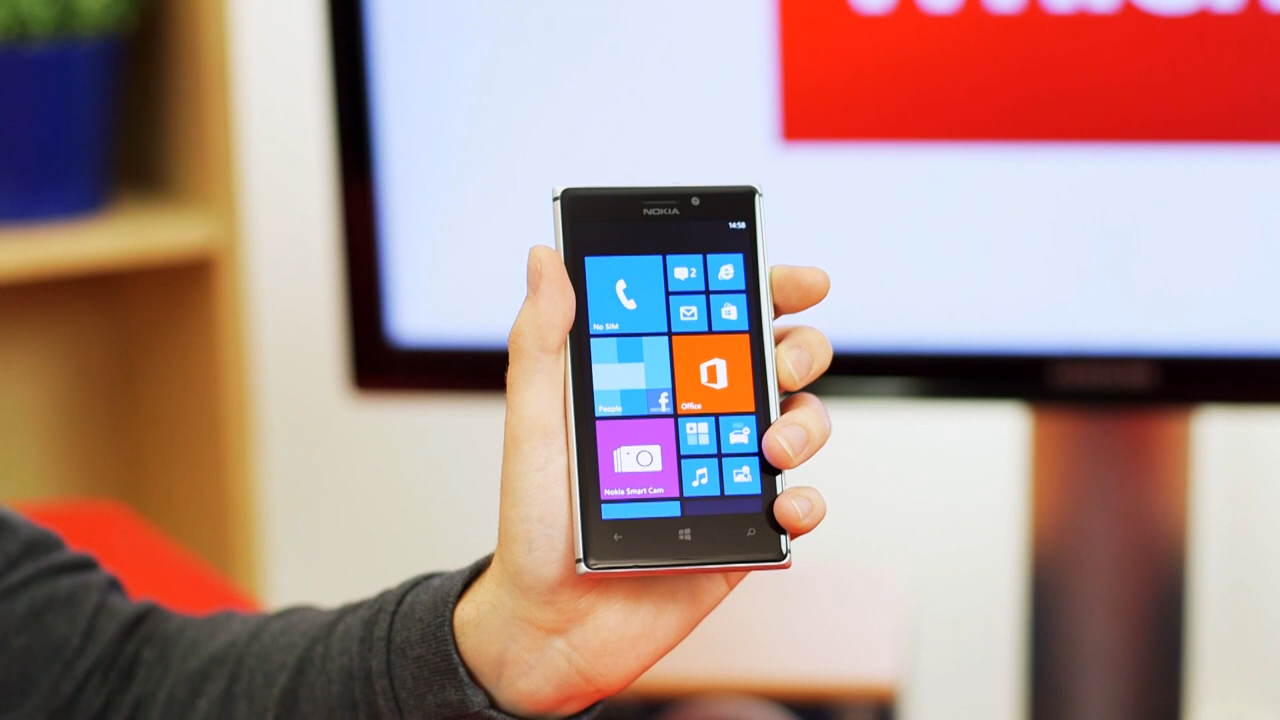 NOKIA
14:58
2
No SIM
People
f
Office
Nokia Smart Cam